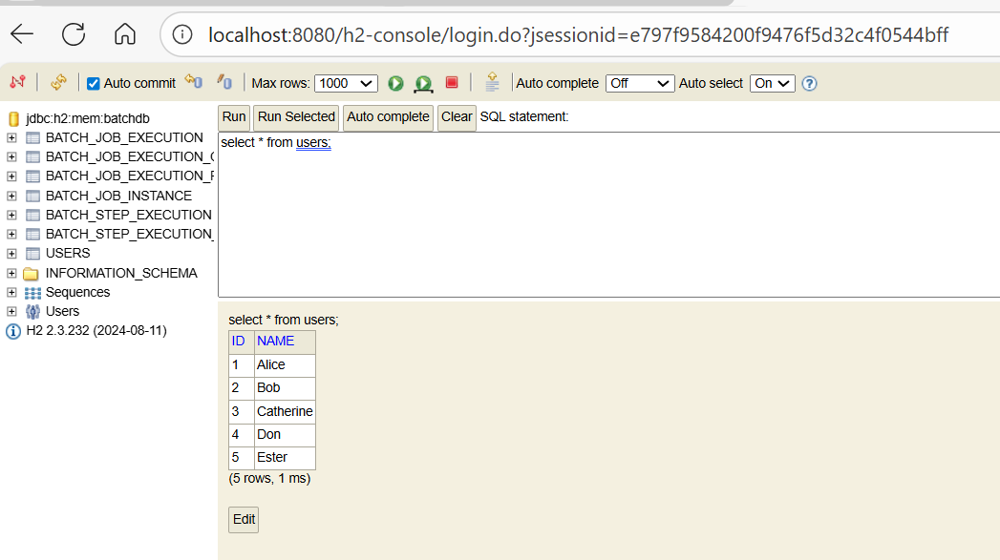 localhost:8080/h2-console/login.do?jsessionid=e797f9584200f9476f5d32c4f0544bff
Auto commit Max rows: 1000 Auto complete Off Auto select On
jdbc:h2:mem:batchdb
BATCH_JOB_EXECUTION
BATCH_JOB_EXECUTION_
BATCH_JOB_EXECUTION_
BATCH_JOB_INSTANCE
BATCH_STEP_EXECUTION
BATCH_STEP_EXECUTION_
USERS
INFORMATION_SCHEMA
Sequences
Users
H2 2.3.232 (2024-08-11)
Run Run Selected Auto complete Clear SQL statement:
select * from users;
select * from users;
ID NAME
1 Alice
2 Bob
3 Catherine
4 Don
5 Ester
(5 rows, 1 ms)
Edit